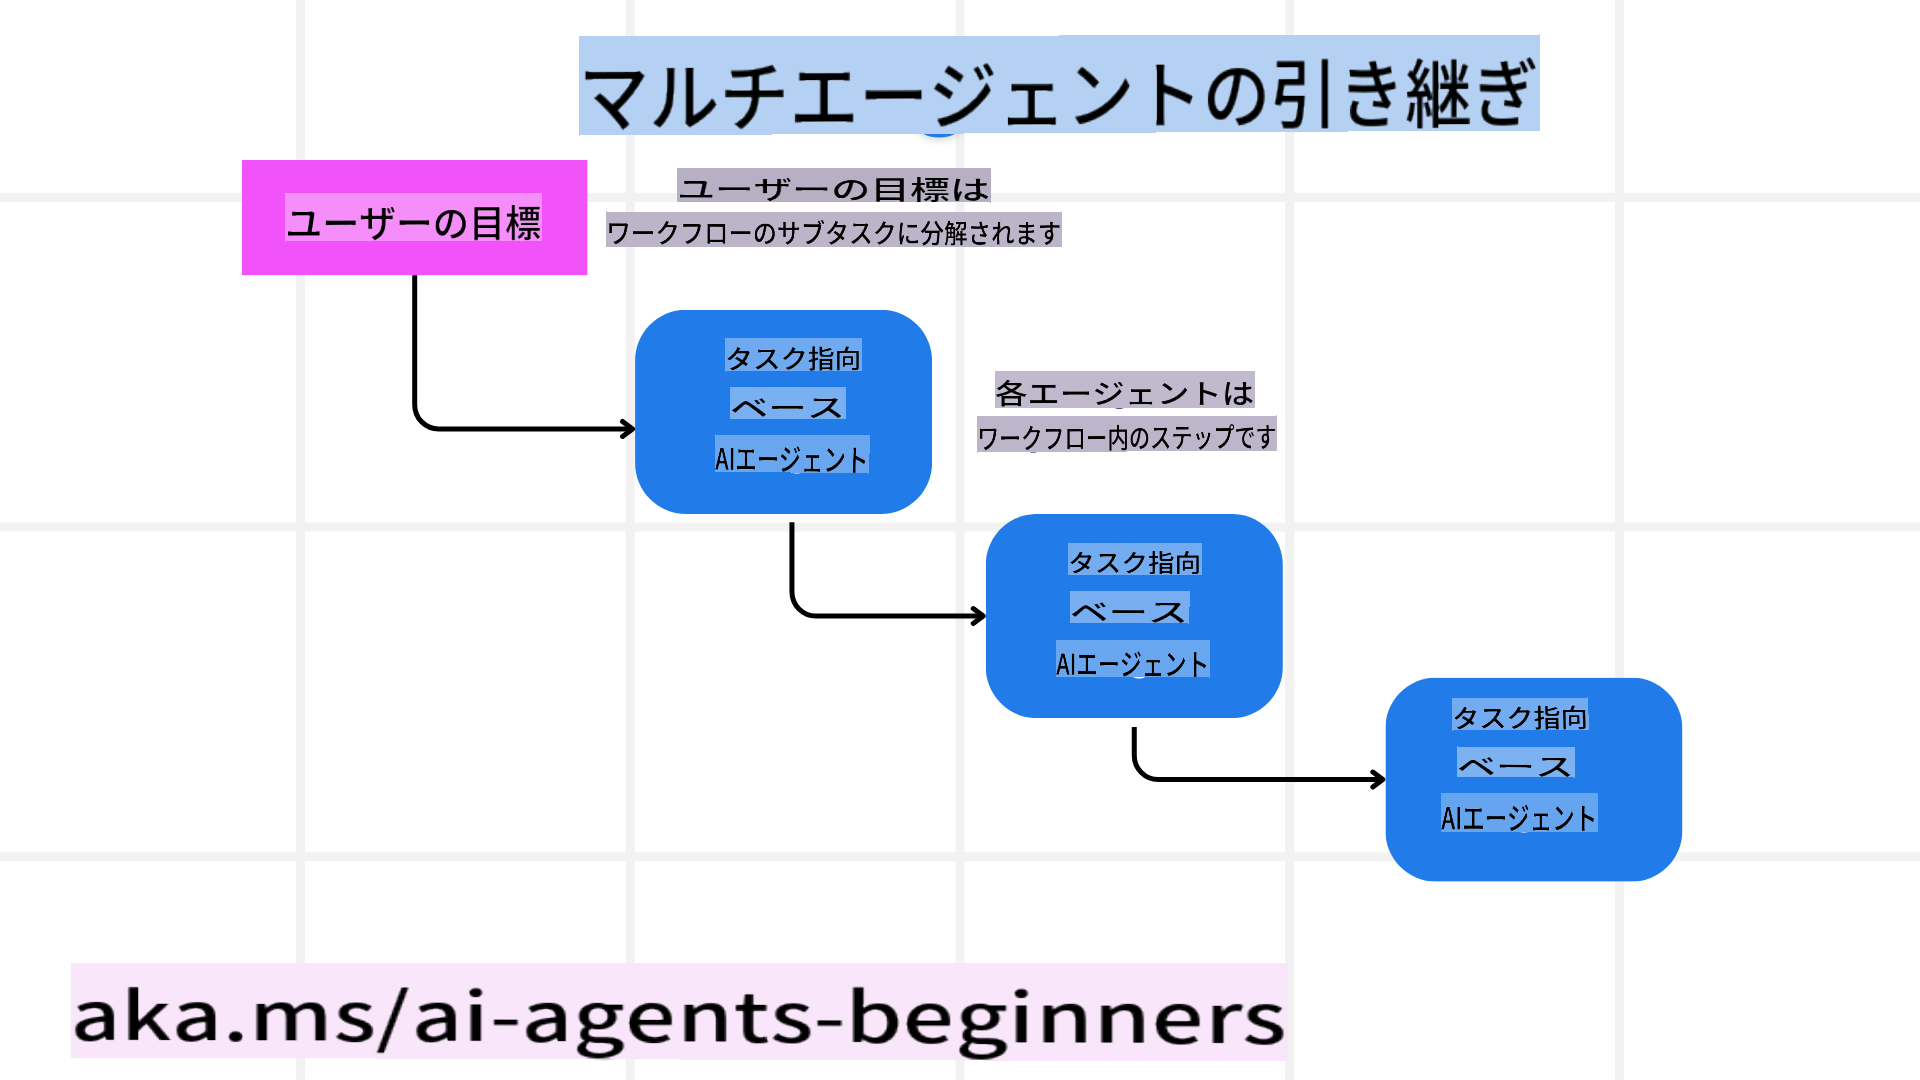 マルチエージェントの引き継ぎ
ユーザーの目標
ユーザーの目標は
ワークフローのサブタスクに分解されます
タスク指向
ベース
AIエージェント
各エージェントは
ワークフロー内のステップです
タスク指向
ベース
AIエージェント
タスク指向
ベース
AIエージェント
aka.ms/ai-agents-beginners